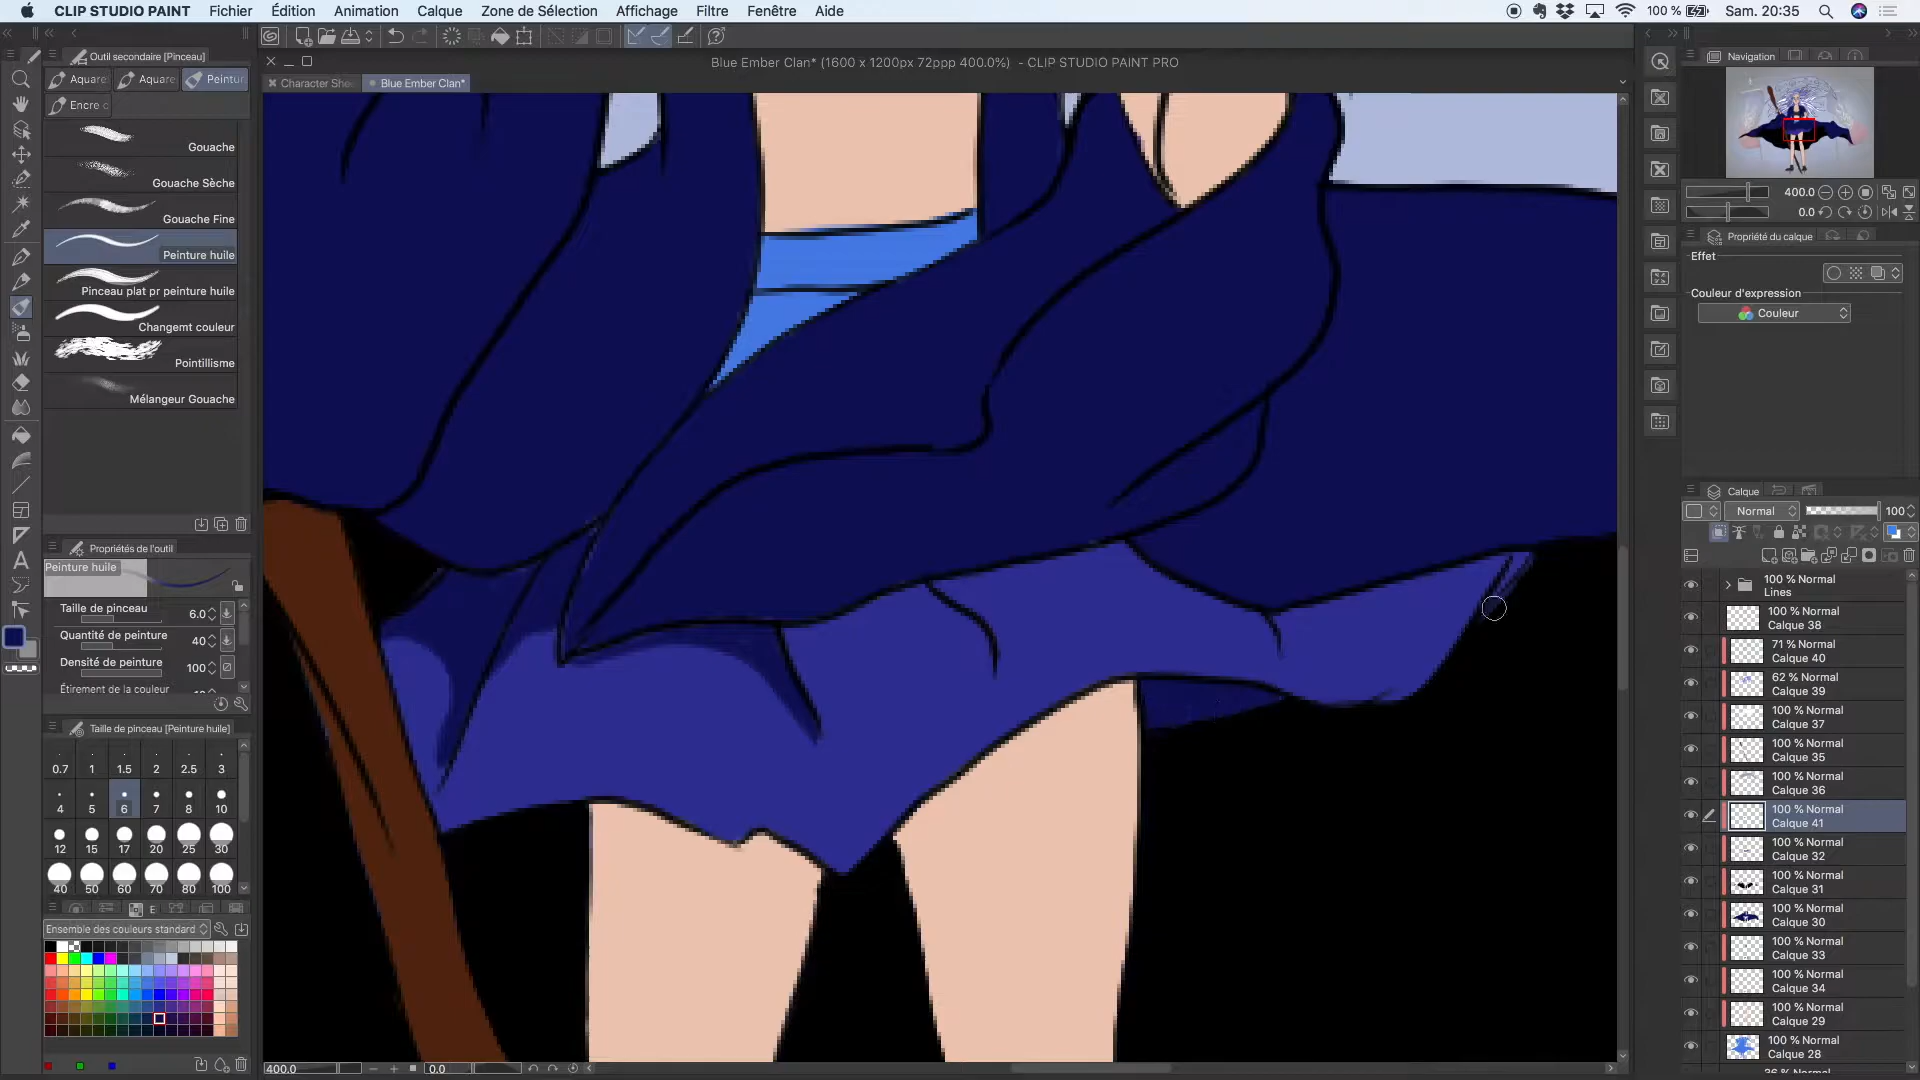 CLIP STUDIO PAINT Fichier Édition Animation Calque Zone de Sélection Affichage Filtre Fenêtre Aide 100 % Sam. 20:35
Blue Ember Clan* (1600 x 1200px 72ppp 400.0%) - CLIP STUDIO PAINT PRO
Character She
Blue Ember Clan*
Outil secondaire [Pinceau]
Aquare Aquare Peintur
Encre c
Gouache
Gouache Sèche
Gouache Fine
Peinture huile
Pinceau plat pr peinture huile
Changemt couleur
Pointillisme
Mélangeur Gouache
Propriétés de l'outil
Peinture huile
Taille de pinceau 6.0
Quantité de peinture 40
Densité de peinture 100
Étirement de la couleur
Taille de pinceau [Peinture huile]
0.7 1 1.5 2 2.5 3
4 5 6 7 8 10
12 15 17 20 25 30
40 50 60 70 80 100
E
Ensemble des couleurs standard
400.0 0.0
Navigation
400.0
0.0
Propriété du calque
Effet
Couleur d'expression
Couleur
Calque
Normal 100
100 % Normal
Lines
100 % Normal
Calque 38
71 % Normal
Calque 40
62 % Normal
Calque 39
100 % Normal
Calque 37
100 % Normal
Calque 35
100 % Normal
Calque 36
100 % Normal
Calque 41
100 % Normal
Calque 32
100 % Normal
Calque 31
100 % Normal
Calque 30
100 % Normal
Calque 33
100 % Normal
Calque 34
100 % Normal
Calque 29
100 % Normal
Calque 28